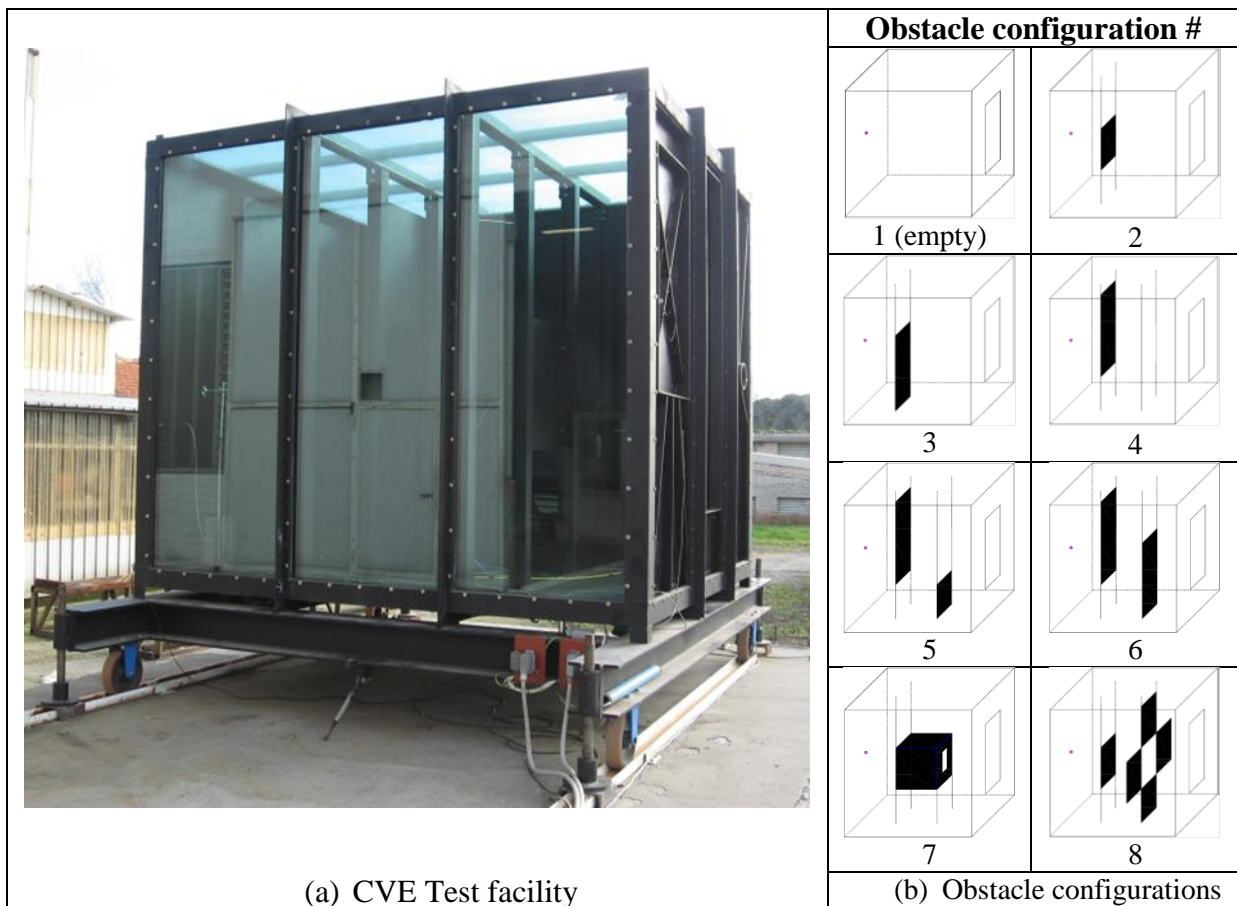 Obstacle configuration #
1 (empty)
2
3
4
5
6
7
8
(a) CVE Test facility
(b) Obstacle configurations